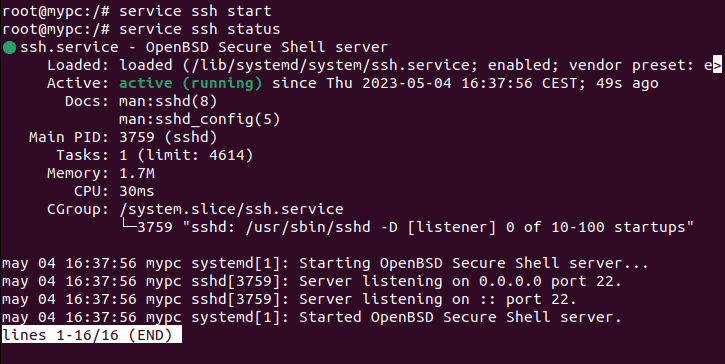 root@mypc:/# service ssh start
root@mypc:/# service ssh status
ssh.service - OpenBSD Secure Shell server
Loaded: loaded (/lib/systemd/system/ssh.service; enabled; vendor preset: e>
Active: active (running) since Thu 2023-05-04 16:37:56 CEST; 49s ago
Docs: man:sshd(8)
man:sshd_config(5)
Main PID: 3759 (sshd)
Tasks: 1 (limit: 4614)
Memory: 1.7M
CPU: 30ms
CGroup: /system.slice/ssh.service
└─3759 "sshd: /usr/sbin/sshd -D [listener] 0 of 10-100 startups"
may 04 16:37:56 mypc systemd[1]: Starting OpenBSD Secure Shell server...
may 04 16:37:56 mypc sshd[3759]: Server listening on 0.0.0.0 port 22.
may 04 16:37:56 mypc sshd[3759]: Server listening on :: port 22.
may 04 16:37:56 mypc systemd[1]: Started OpenBSD Secure Shell server.
lines 1-16/16 (END)